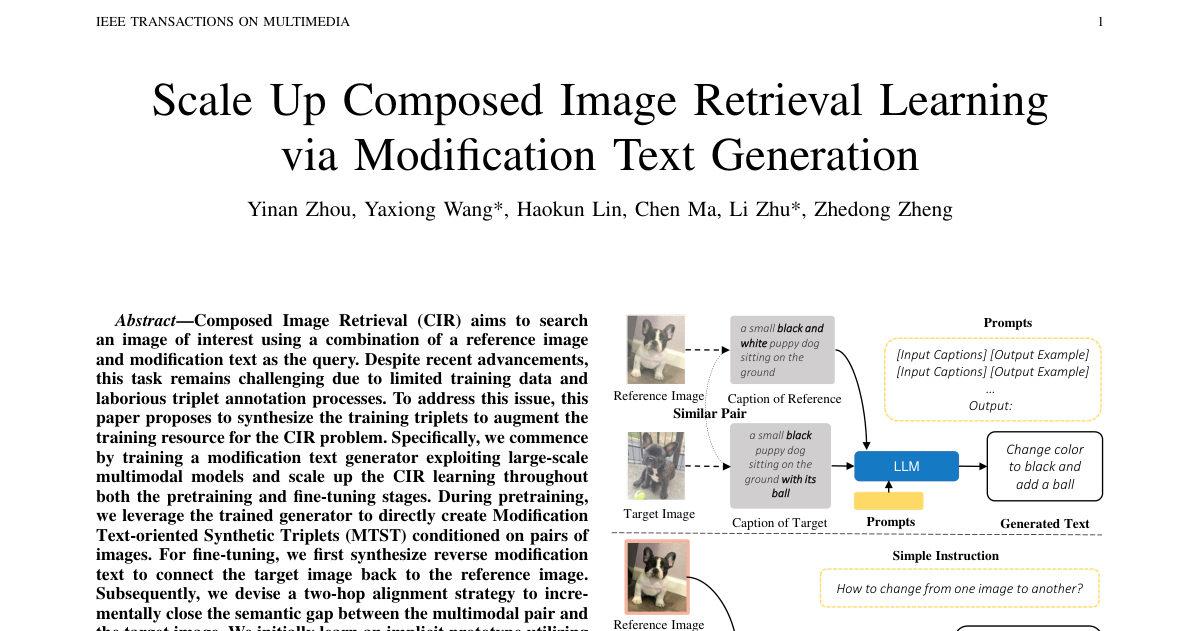 IEEE TRANSACTIONS ON MULTIMEDIA 1
Scale Up Composed Image Retrieval Learning
via Modification Text Generation
Yinan Zhou, Yaxiong Wang*, Haokun Lin, Chen Ma, Li Zhu*, Zhedong Zheng
Abstract—Composed Image Retrieval (CIR) aims to search
an image of interest using a combination of a reference image
and modification text as the query. Despite recent advancements,
this task remains challenging due to limited training data and
laborious triplet annotation processes. To address this issue, this
paper proposes to synthesize the training triplets to augment the
training resource for the CIR problem. Specifically, we commence
by training a modification text generator exploiting large-scale
multimodal models and scale up the CIR learning throughout
both the pretraining and fine-tuning stages. During pretraining,
we leverage the trained generator to directly create Modification
Text-oriented Synthetic Triplets (MTST) conditioned on pairs of
images. For fine-tuning, we first synthesize reverse modification
text to connect the target image back to the reference image.
Subsequently, we devise a two-hop alignment strategy to incre-
mentally close the semantic gap between the multimodal pair and
the target image. We initially learn an implicit prototype utilizing
Reference Image
a small black and
white puppy dog
sitting on the
ground
Caption of Reference
Similar Pair
Target Image
a small black
puppy dog
sitting on the
ground with its
ball
Caption of Target
Prompts
[Input Captions] [Output Example]
[Input Captions] [Output Example]
...
Output:
LLM
Prompts
Change color
to black and
add a ball
Generated Text
Reference Image
Simple Instruction
How to change from one image to another?